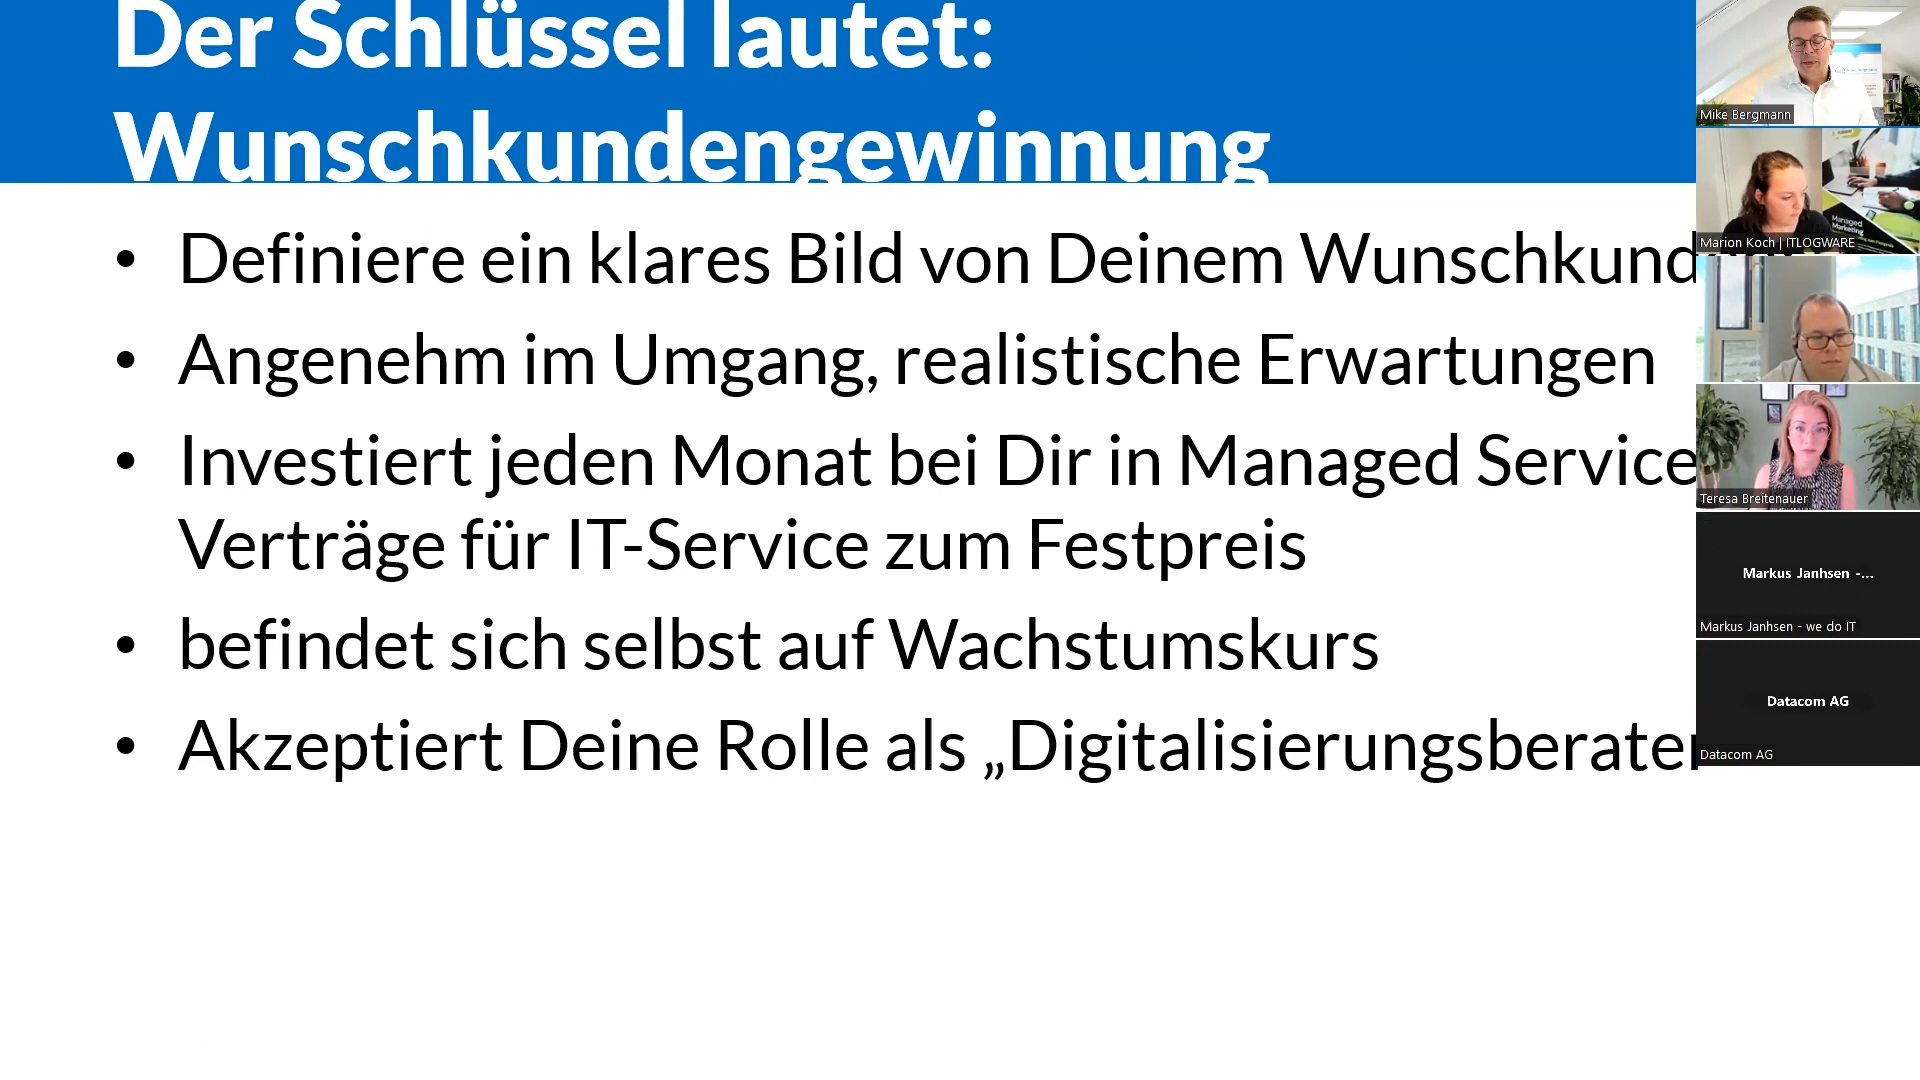 Der Schlüssel lautet:
Wunschkundengewinnung
• Definiere ein klares Bild von Deinem Wunschkund
• Angenehm im Umgang, realistische Erwartungen
• Investiert jeden Monat bei Dir in Managed Service
Verträge für IT-Service zum Festpreis
• befindet sich selbst auf Wachstumskurs
• Akzeptiert Deine Rolle als „Digitalisierungsberater
Mike Bergmann
Managed
Marketing
Marion Koch | ITLOGWARE
Teresa Breitenauer
Markus Janhsen -...
Markus Janhsen - we do IT
Datacom AG
Datacom AG